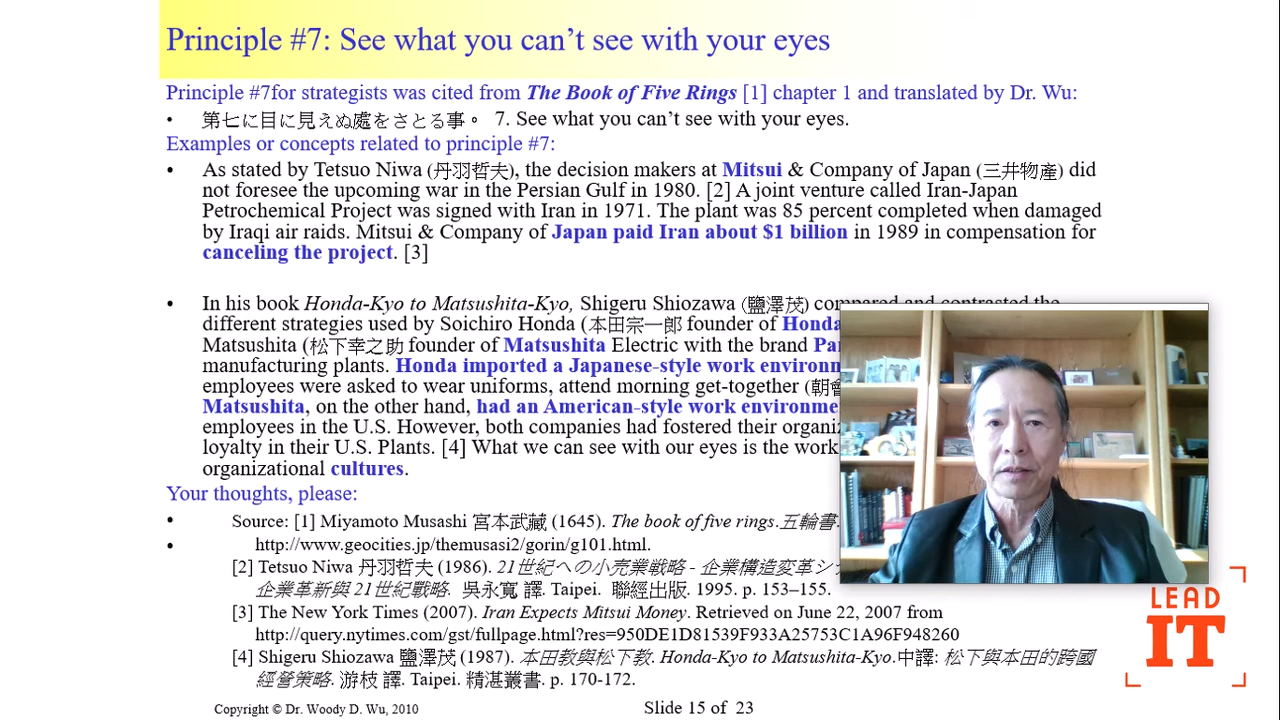 Principle #7: See what you can’t see with your eyes
Principle #7for strategists was cited from The Book of Five Rings [1] chapter 1 and translated by Dr. Wu:
• 第七に目に見えぬ處をさとる事。 7. See what you can’t see with your eyes.
Examples or concepts related to principle #7:
• As stated by Tetsuo Niwa (丹羽哲夫), the decision makers at Mitsui & Company of Japan (三井物產) did
not foresee the upcoming war in the Persian Gulf in 1980. [2] A joint venture called Iran-Japan
Petrochemical Project was signed with Iran in 1971. The plant was 85 percent completed when damaged
by Iraqi air raids. Mitsui & Company of Japan paid Iran about $1 billion in 1989 in compensation for
canceling the project. [3]
• In his book Honda-Kyo to Matsushita-Kyo, Shigeru Shiozawa (鹽澤茂) compared and contrasted the
different strategies used by Soichiro Honda (本田宗一郎 founder of Honda
Matsushita (松下幸之助 founder of Matsushita Electric with the brand Pa
manufacturing plants. Honda imported a Japanese-style work environm
employees were asked to wear uniforms, attend morning get-together (朝會
Matsushita, on the other hand, had an American-style work environme
employees in the U.S. However, both companies had fostered their organiz
loyalty in their U.S. Plants. [4] What we can see with our eyes is the work
organizational cultures.
Your thoughts, please:
• Source: [1] Miyamoto Musashi 宮本武藏 (1645). The book of five rings.五輪書.
• http://www.geocities.jp/themusasi2/gorin/g101.html.
[2] Tetsuo Niwa 丹羽哲夫 (1986). 21世紀への小売業戦略 - 企業構造変革シ
企業革新與 21世紀戰略. 吳永寬 譯. Taipei. 聯經出版. 1995. p. 153–155.
[3] The New York Times (2007). Iran Expects Mitsui Money. Retrieved on June 22, 2007 from
http://query.nytimes.com/gst/fullpage.html?res=950DE1D81539F933A25753C1A96F948260
[4] Shigeru Shiozawa 鹽澤茂 (1987). 本田教與松下教. Honda-Kyo to Matsushita-Kyo.中譯: 松下與本田的跨國
經營策略. 游枝 譯. Taipei. 精湛叢書. p. 170-172.
Copyright © Dr. Woody D. Wu, 2010
Slide 15 of 23
LEAD
IT